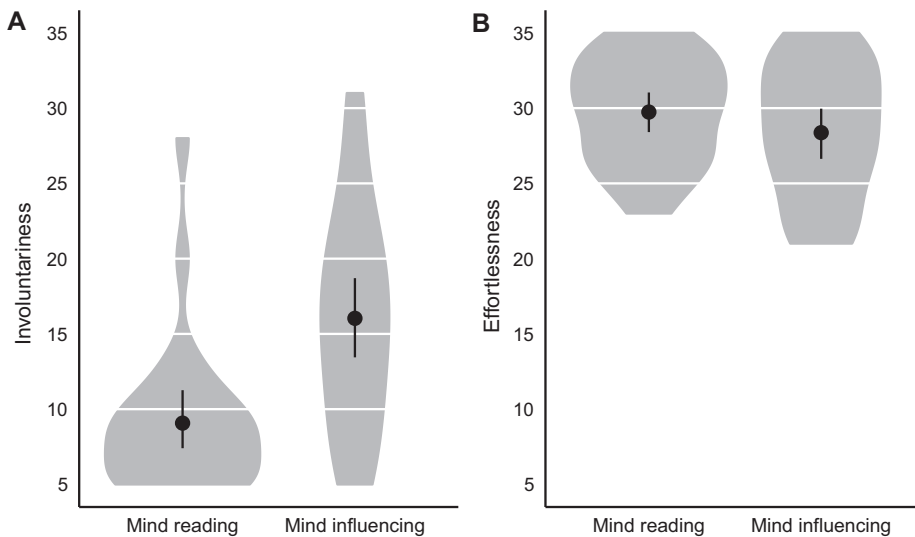 A
35
30
25
20
15
10
5
Involuntariness
Mind reading
Mind influencing
B
35
30
25
20
15
10
5
Effortlessness
Mind reading
Mind influencing